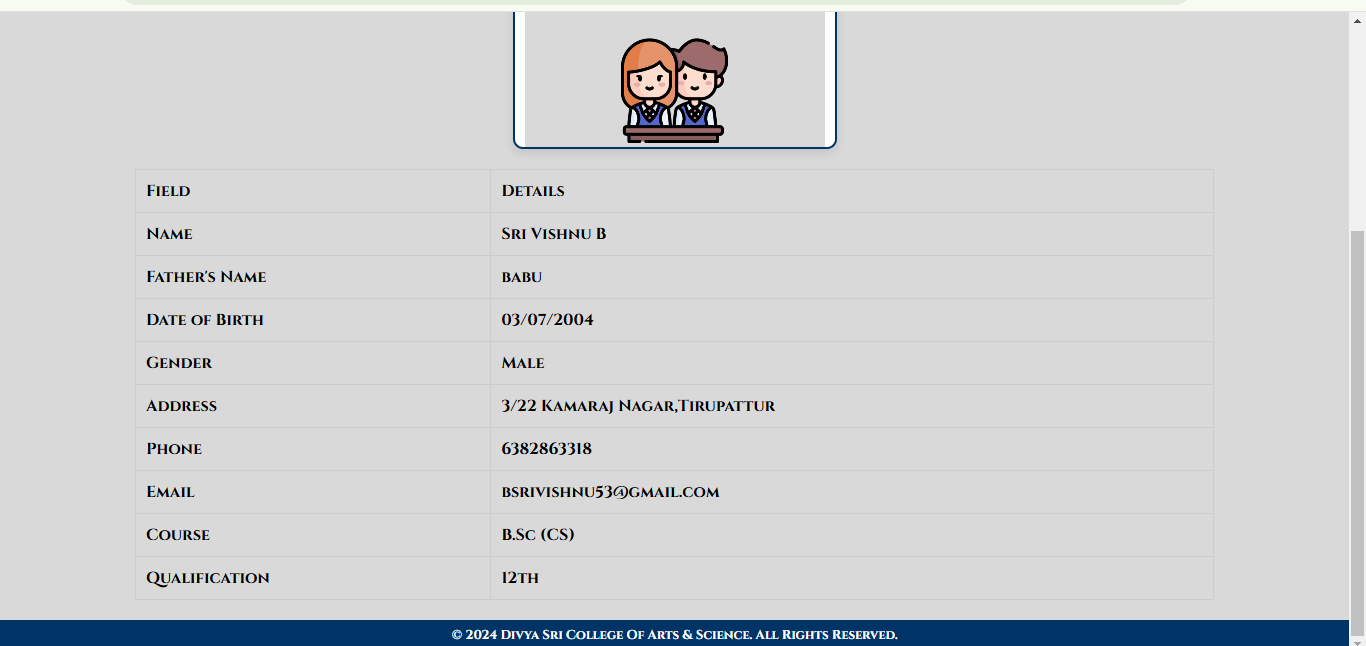 Field Details
Name Sri Vishnu B
Father's Name babu
Date of Birth 03/07/2004
Gender Male
Address 3/22 Kamaraj Nagar,Tirupattur
Phone 6382863318
Email bsrivishnu53@gmail.com
Course B.Sc (CS)
Qualification 12th
© 2024 Divya Sri College Of Arts & Science. All Rights Reserved.